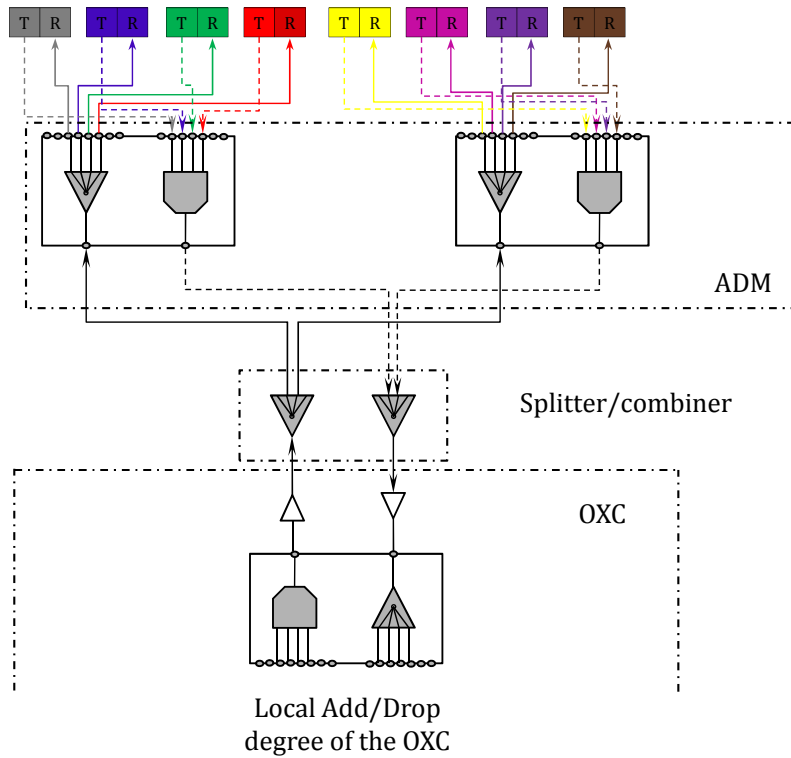 T R T R T R T R T R T R T R T R
ADM
Splitter/combiner
OXC
Local Add/Drop
degree of the OXC